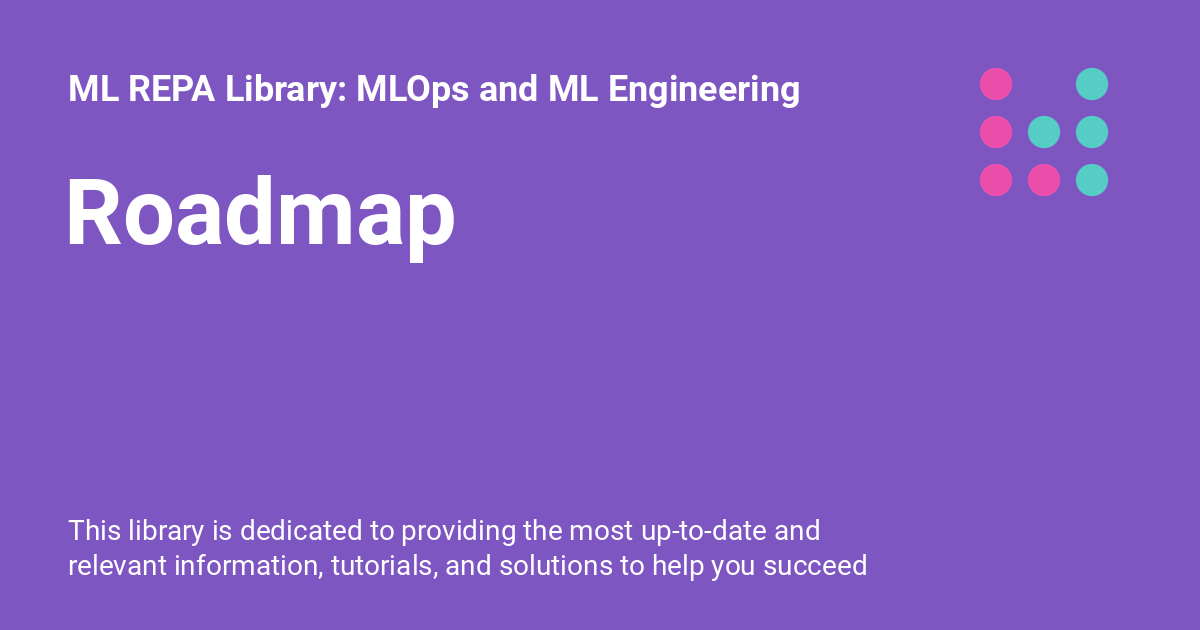 ML REPA Library: MLOps and ML Engineering
Roadmap
This library is dedicated to providing the most up-to-date and
relevant information, tutorials, and solutions to help you succeed